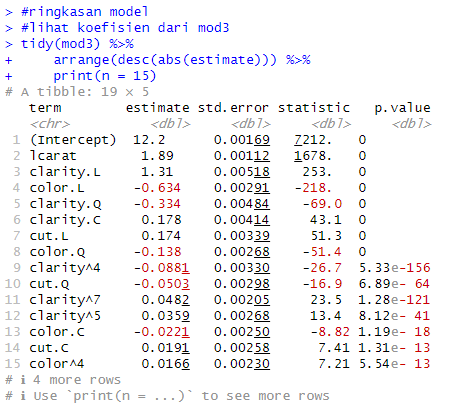 > #ringkasan model
> #lihat koefisien dari mod3
> tidy(mod3) %>%
+     arrange(desc(abs(estimate))) %>%
+     print(n = 15)
# A tibble: 19 × 5
   term        estimate std.error statistic   p.value
   <chr>          <dbl>     <dbl>     <dbl>     <dbl>
 1 (Intercept)  12.2      0.00169   7212.   0
 2 lcarat        1.89     0.00112   1678.   0
 3 clarity.L     1.31     0.00518    253.   0
 4 color.L      -0.634    0.00291   -218.   0
 5 clarity.Q    -0.334    0.00484    -69.0  0
 6 clarity.C     0.178    0.00414     43.1  0
 7 cut.L         0.174    0.00339     51.3  0
 8 color.Q      -0.138    0.00268    -51.4  0
 9 clarity^4    -0.0881   0.00330    -26.7  5.33e-156
10 cut.Q        -0.0503   0.00298    -16.9  6.89e- 64
11 clarity^7     0.0482   0.00205     23.5  1.28e-121
12 clarity^5     0.0359   0.00268     13.4  8.12e- 41
13 color.C      -0.0221   0.00250     -8.82 1.19e- 18
14 cut.C         0.0191   0.00258      7.41 1.31e- 13
15 color^4       0.0166   0.00230      7.21 5.54e- 13
# ℹ 4 more rows
# ℹ Use `print(n = ...)` to see more rows